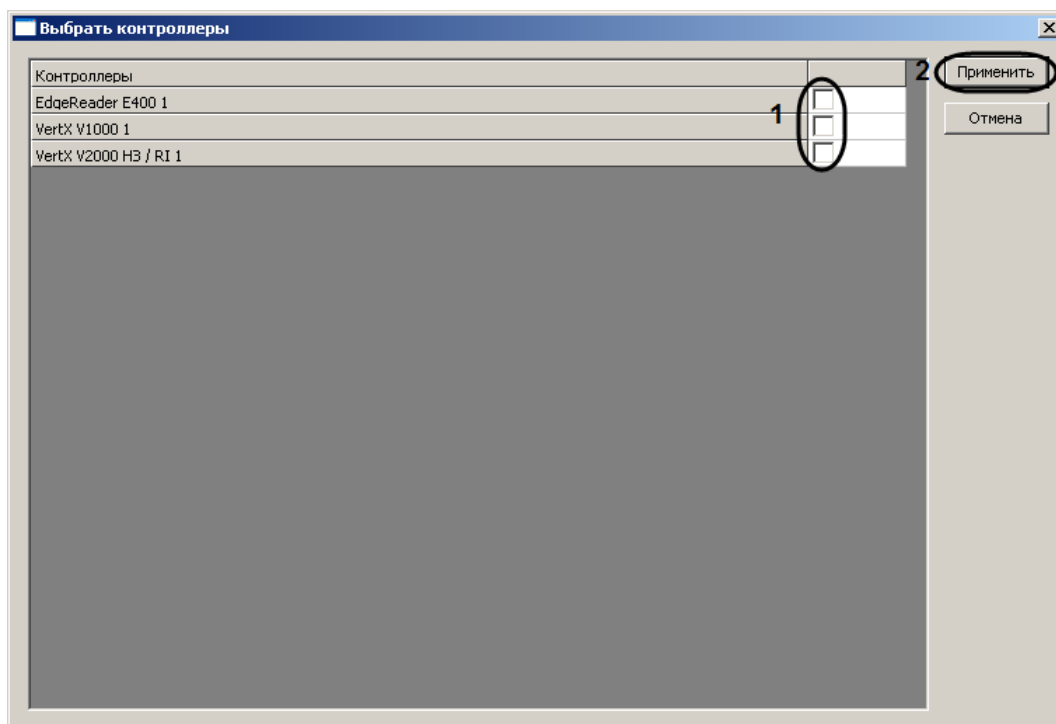 Выбрать контроллеры
Контроллеры
2
Применить
EdgeReader E400 1
1
Отмена
VertX V1000 1
VertX V2000 H3 / RI 1